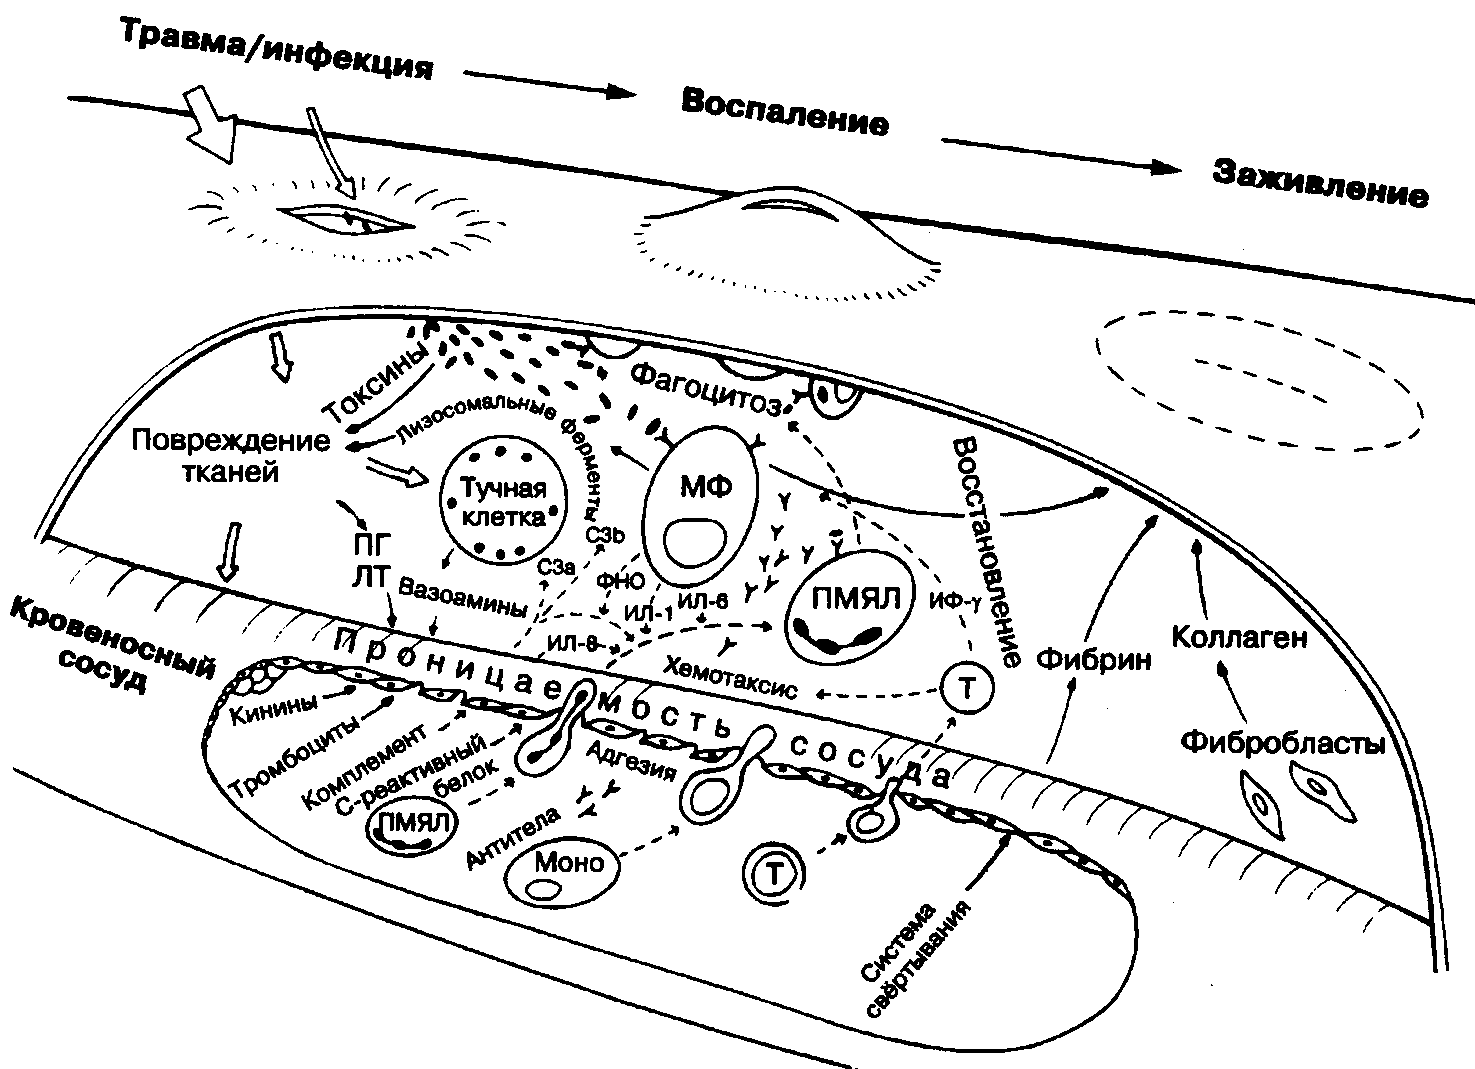 Травма/инфекция
Воспаление
Заживление
Токсины
Фагоцитоз
Лизосомальные ферменты
Повреждение
тканей
Тучная
клетка
МФ
Восстановление
ПГ
ЛТ
C3b
C3a
ФНО
Вазоамины
ИЛ-1
ИЛ-6
ПМЯЛ
ИФ-γ
ИЛ-8
Хемотаксис
Т
Фибрин
Коллаген
Фибробласты
Кровеносный
сосуд
Проницаемость сосуда
Кинины
Тромбоциты
Комплемент
С-реактивный
белок
Адгезия
ПМЯЛ
Антитела
Моно
Т
Система
свёртывания